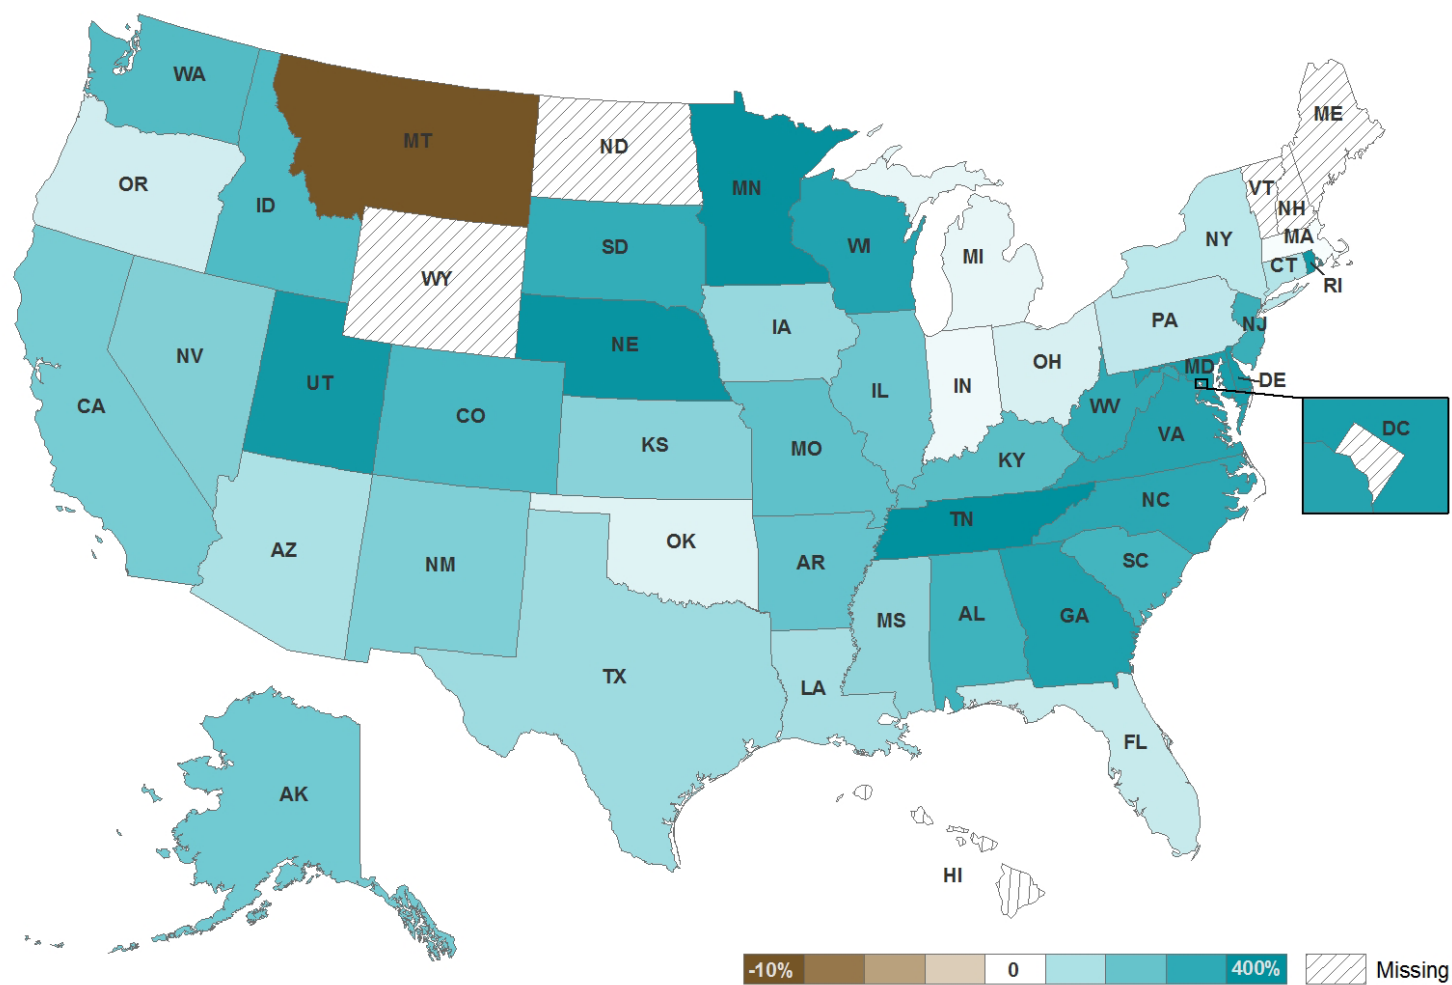 WA
MT
ND
ME
OR
ID
MN
VT
NH
SD
WI
NY
MA
MI
WY
CT
RI
IA
PA
NJ
NV
NE
UT
OH
MD
DE
CA
CO
IL
IN
WV
KS
MO
KY
VA
DC
NC
TN
AZ
NM
OK
AR
SC
MS
AL
GA
TX
LA
FL
AK
HI
-10% 0 400% Missing